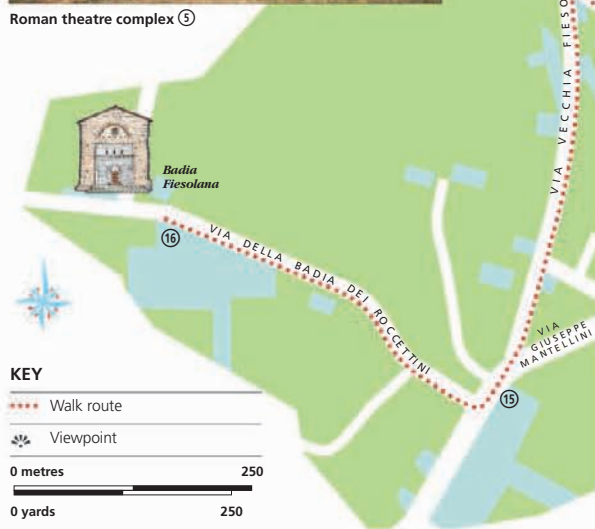 Roman theatre complex ⑤
VIA VECCHIA FIESO
Badia
Fiesolana
⑯
VIA DELLA BADIA DEI ROCCETTINI
VIA
GIUSEPPE
MANTELLINI
⑮
KEY
Walk route
Viewpoint
0 metres 250
0 yards 250